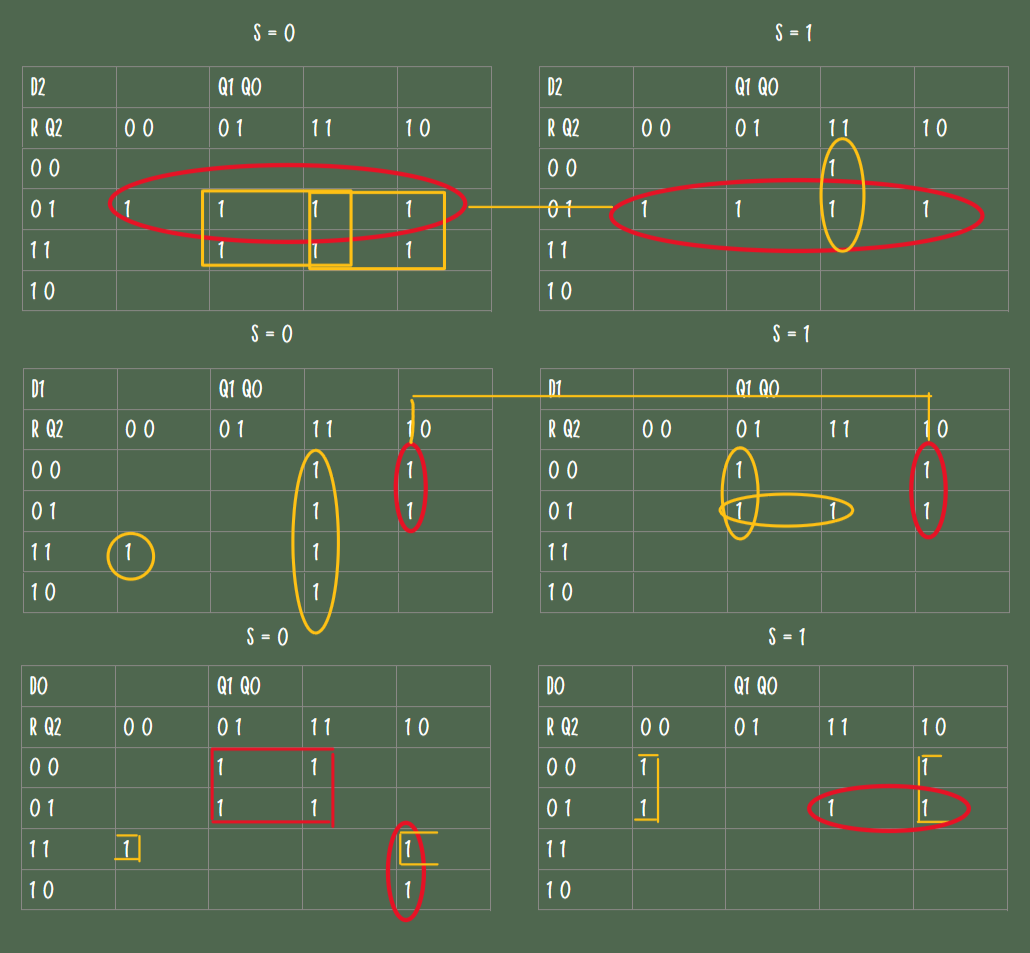 S = 0 S = 1
D2 Q1 Q0 D2 Q1 Q0
R Q2 0 0 0 1 1 1 1 0 R Q2 0 0 0 1 1 1 1 0
0 0 0 0 1
0 1 1 1 1 1 0 1 1 1 1 1
1 1 1 1 1 1 1
1 0 1 0
S = 0 S = 1
D1 Q1 Q0 D1 Q1 Q0
R Q2 0 0 0 1 1 1 1 0 R Q2 0 0 0 1 1 1 1 0
0 0 1 1 0 0 1 1
0 1 1 1 0 1 1 1 1
1 1 1 1 1 1
1 0 1 1 0
S = 0 S = 1
D0 Q1 Q0 D0 Q1 Q0
R Q2 0 0 0 1 1 1 1 0 R Q2 0 0 0 1 1 1 1 0
0 0 1 1 0 0 1 1
0 1 1 1 0 1 1 1 1
1 1 1 1 1 1
1 0 1 1 0